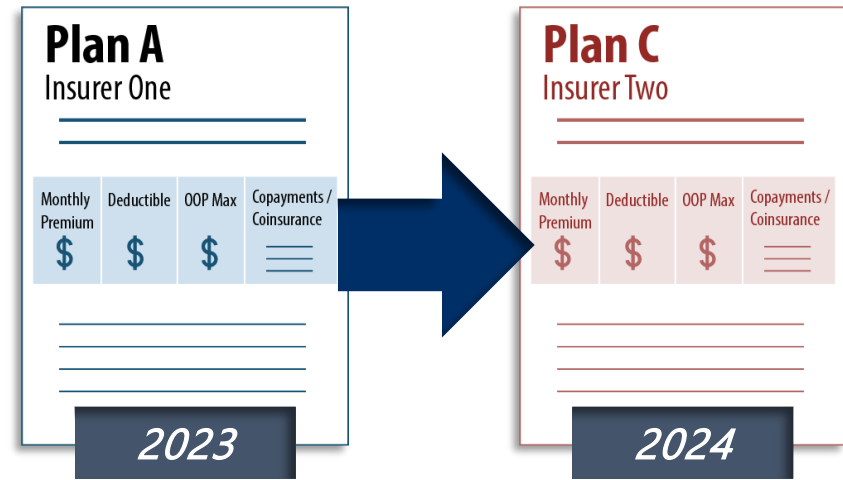 Plan A
Insurer One
Monthly
Premium
$
Deductible
$
OOP Max
$
Copayments /
Coinsurance
2023
Plan C
Insurer Two
Monthly
Premium
$
Deductible
$
OOP Max
$
Copayments /
Coinsurance
2024